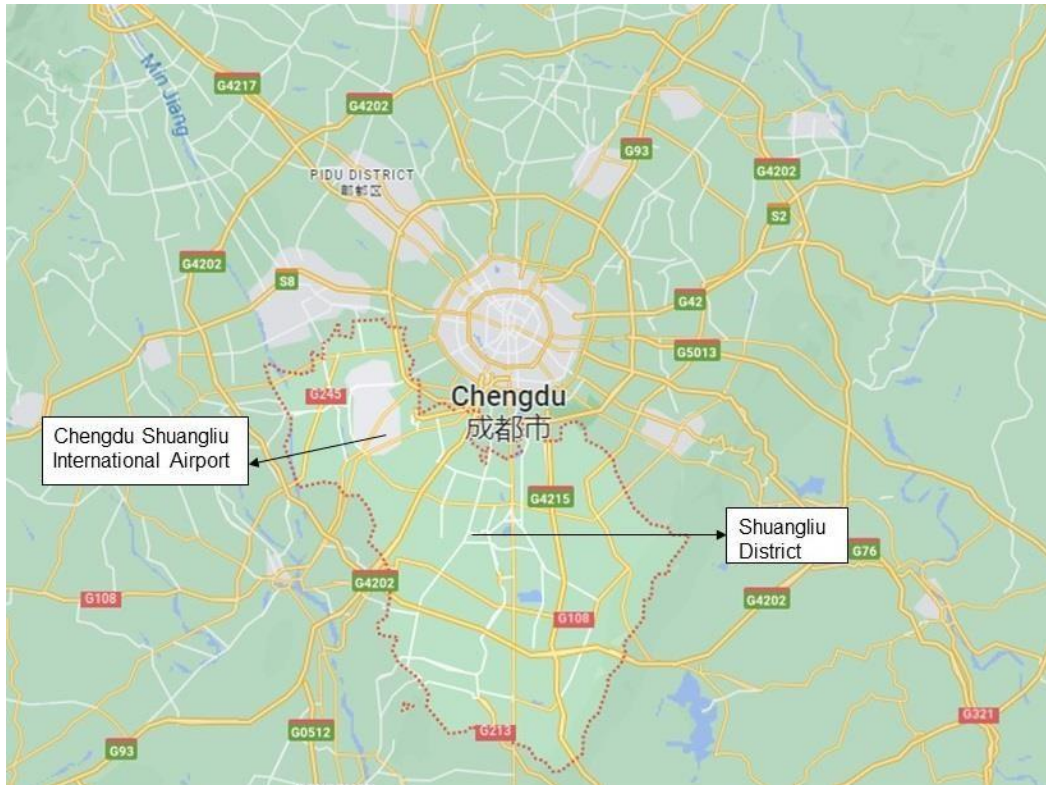 Min Jiang
G4217
G4202
G93
PIDU DISTRICT
郫都区
G4202
S2
G4202
S8
G42
G5013
G245
Chengdu
成都市
Chengdu Shuangliu
International Airport
G4215
Shuangliu
District
G76
G4202
G108
G4202
G108
G213
G0512
G93
G321